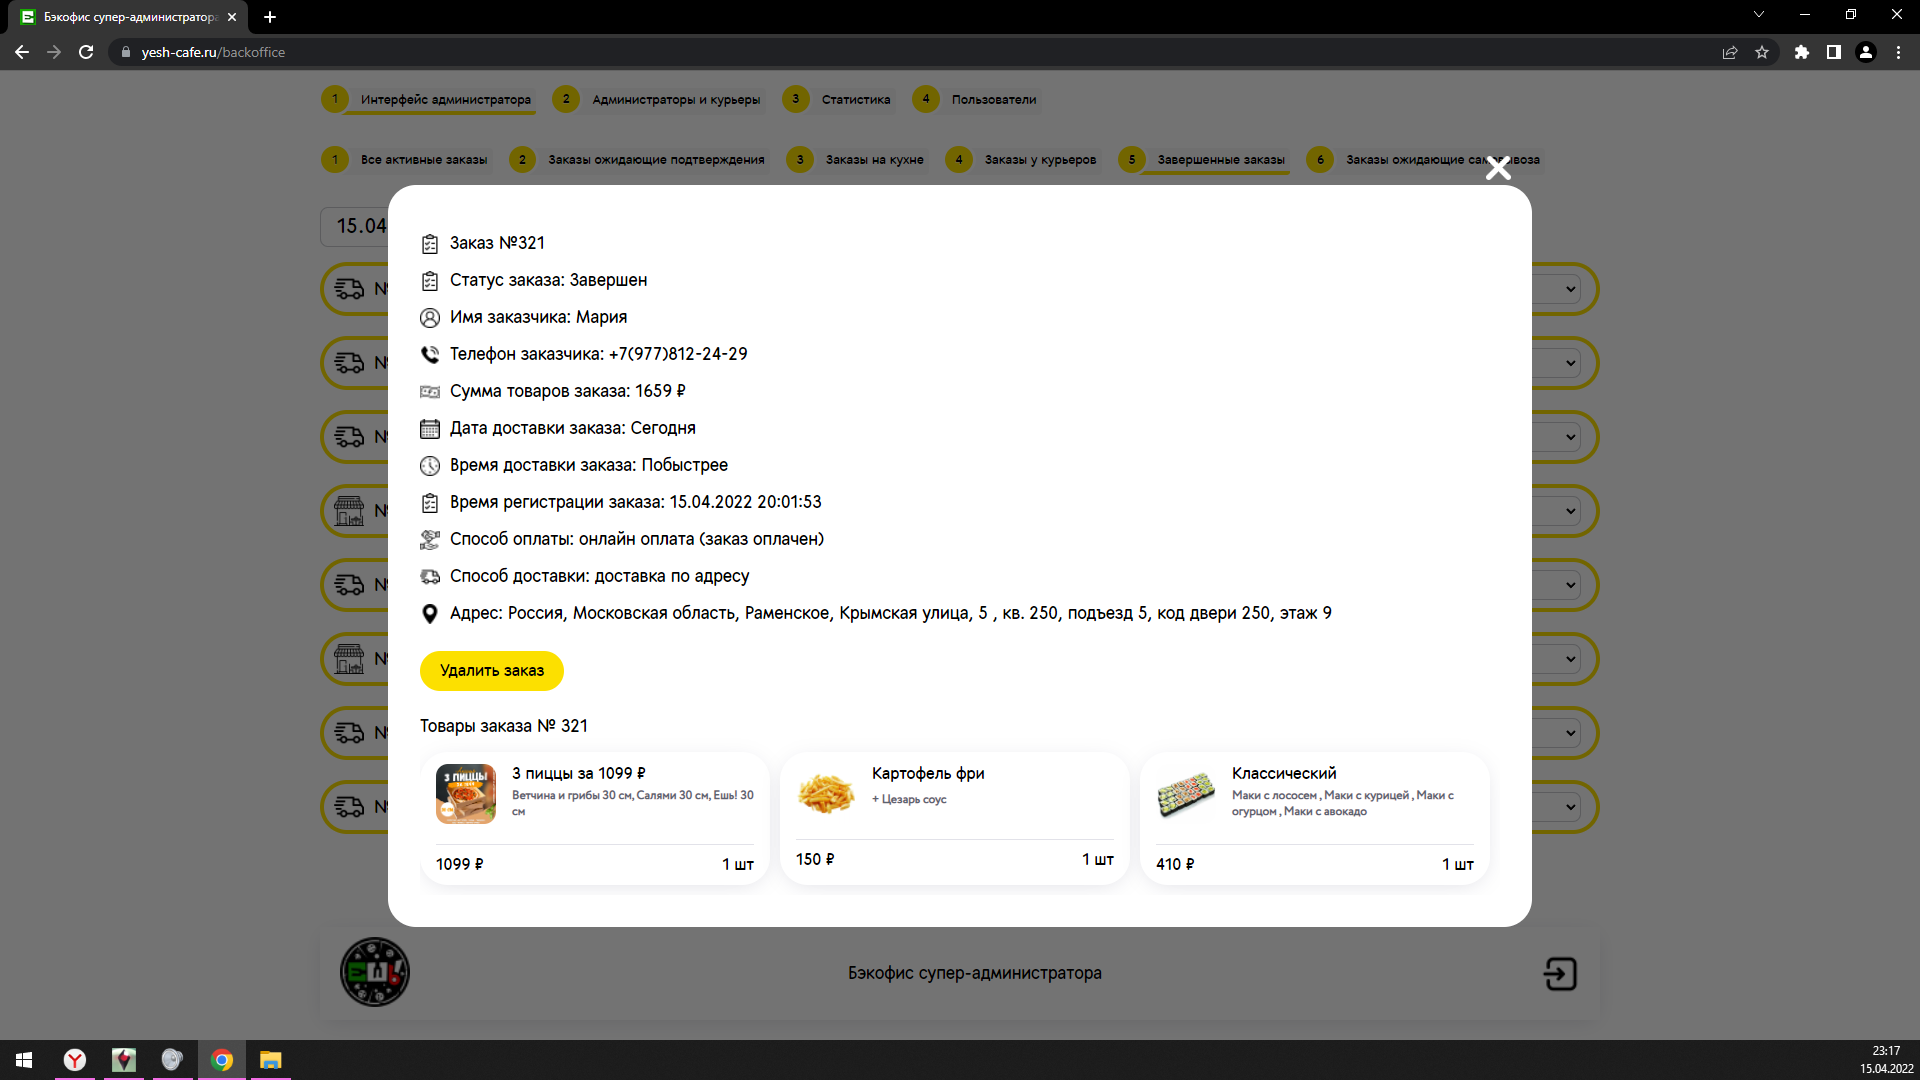 Бэкофис супер-администратора
yesh-cafe.ru/backoffice
1 Интерфейс администратора 2 Администраторы и курьеры 3 Статистика 4 Пользователи
1 Все активные заказы 2 Заказы ожидающие подтверждения 3 Заказы на кухне 4 Заказы у курьеров 5 Завершенные заказы 6 Заказы ожидающие самовывоза
15.04
Заказ №321
Статус заказа: Завершен
Имя заказчика: Мария
Телефон заказчика: +7(977)812-24-29
Сумма товаров заказа: 1659 ₽
Дата доставки заказа: Сегодня
Время доставки заказа: Побыстрее
Время регистрации заказа: 15.04.2022 20:01:53
Способ оплаты: онлайн оплата (заказ оплачен)
Способ доставки: доставка по адресу
Адрес: Россия, Московская область, Раменское, Крымская улица, 5 , кв. 250, подъезд 5, код двери 250, этаж 9
Удалить заказ
Товары заказа № 321
3 пиццы за 1099 ₽
Ветчина и грибы 30 см, Салями 30 см, Ешь! 30
см
1099 ₽ 1 шт
Картофель фри
+ Цезарь соус
150 ₽ 1 шт
Классический
Маки с лососем , Маки с курицей , Маки с
огурцом , Маки с авокадо
410 ₽ 1 шт
3 ПИЦЦЫ
ЕШЬ!
Бэкофис супер-администратора
23:17
15.04.2022